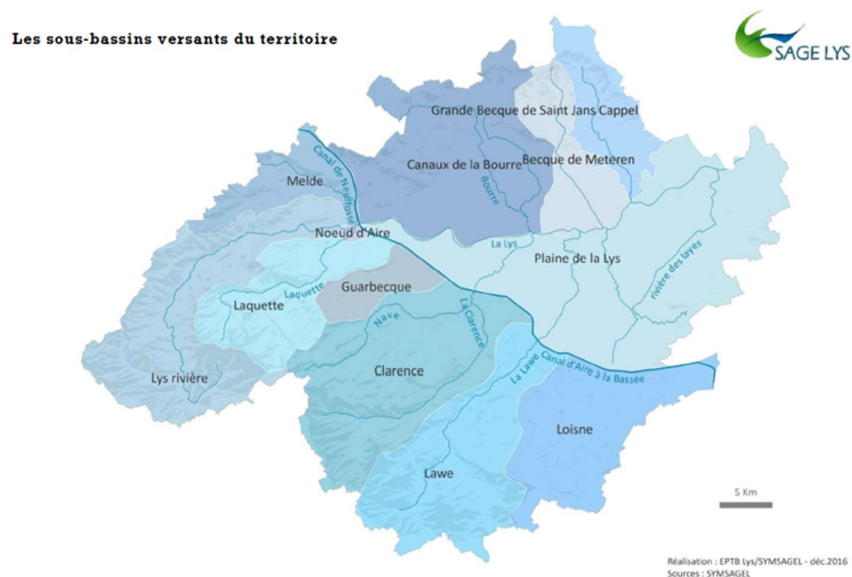 Les sous-bassins versants du territoire
SAGE LYS
Grande Becque de Saint Jans Cappel
Canaux de la Bourre
Becque de Meteren
Canal de Neuffossé
Melde
Bourre
Noeud d'Aire
La Lys
Plaine de la Lys
rivière des layes
Guarbecque
Laquette
Laquette
Nave
La Clarence
Lys rivière
Clarence
La Lawe
Canal d'Aire à la Bassée
Loisne
Lawe
5 Km
Réalisation : EPTB Lys/SYMSAGEL - déc.2016
Sources : SYMSAGEL